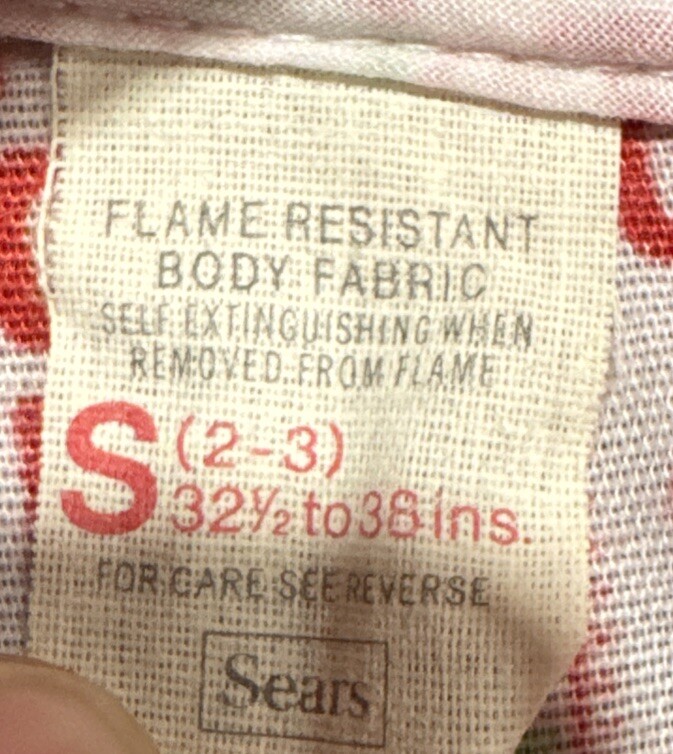 FLAME RESISTANT
BODY FABRIC
SELF EXTINGUISHING WHEN
REMOVED FROM FLAME
S (2-3)
32½ to 38 ins.
FOR CARE SEE REVERSE
Sears